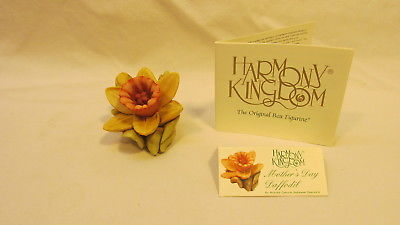 HARMONY
KINGDOM®
The Original Box Figurine®
HARMONY
KINGDOM
Mother's Day
Daffodil